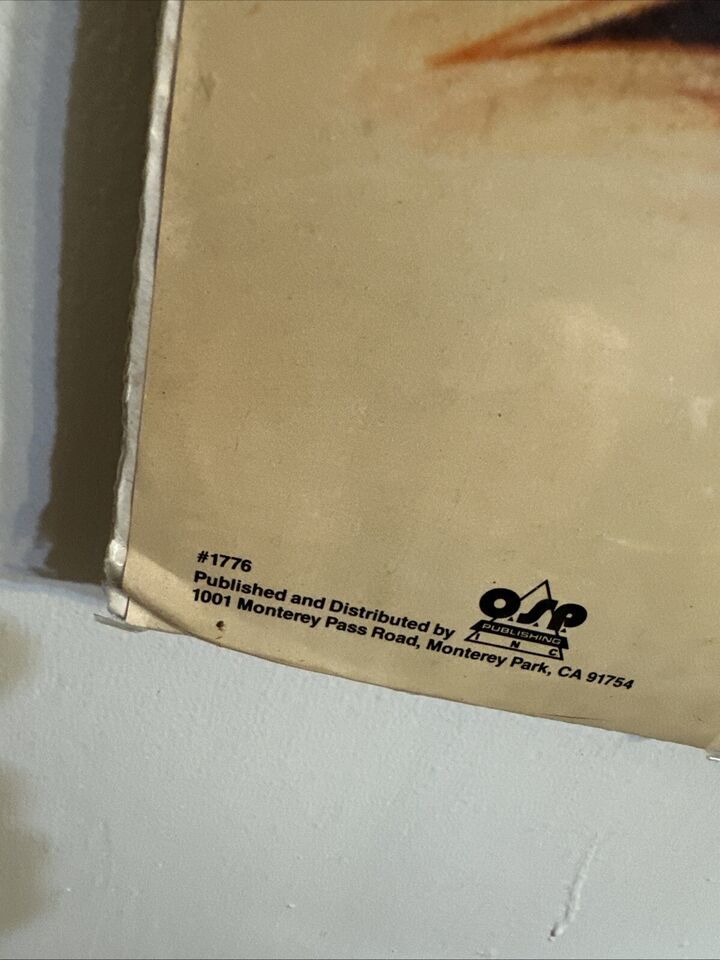 #1776
Published and Distributed by
O.S.P
PUBLISHING
INC
1001 Monterey Pass Road, Monterey Park, CA 91754